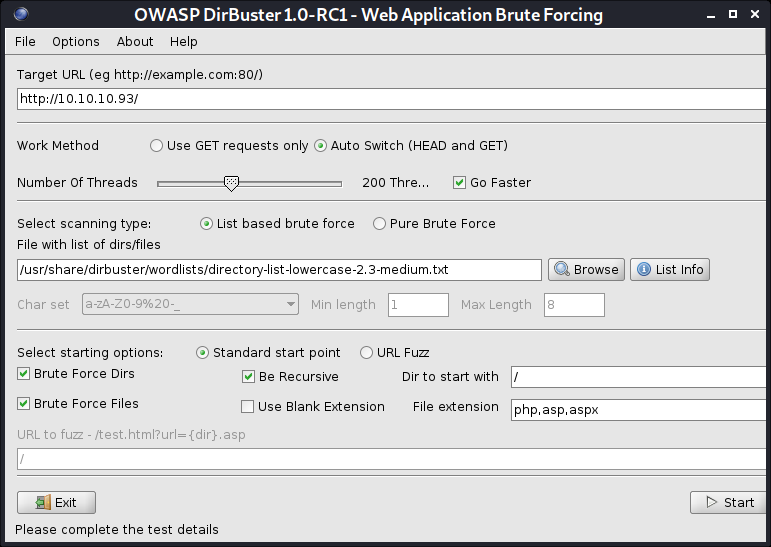 OWASP DirBuster 1.0-RC1 - Web Application Brute Forcing
File Options About Help
Target URL (eg http://example.com:80/)
http://10.10.10.93/
Work Method Use GET requests only Auto Switch (HEAD and GET)
Number Of Threads 200 Thre... Go Faster
Select scanning type: List based brute force Pure Brute Force
File with list of dirs/files
/usr/share/dirbuster/wordlists/directory-list-lowercase-2.3-medium.txt Browse List Info
Char set a-zA-Z0-9%20-_ Min length 1 Max Length 8
Select starting options: Standard start point URL Fuzz
Brute Force Dirs Be Recursive Dir to start with /
Brute Force Files Use Blank Extension File extension php,asp,aspx
URL to fuzz - /test.html?url={dir}.asp
/
Exit Start
Please complete the test details